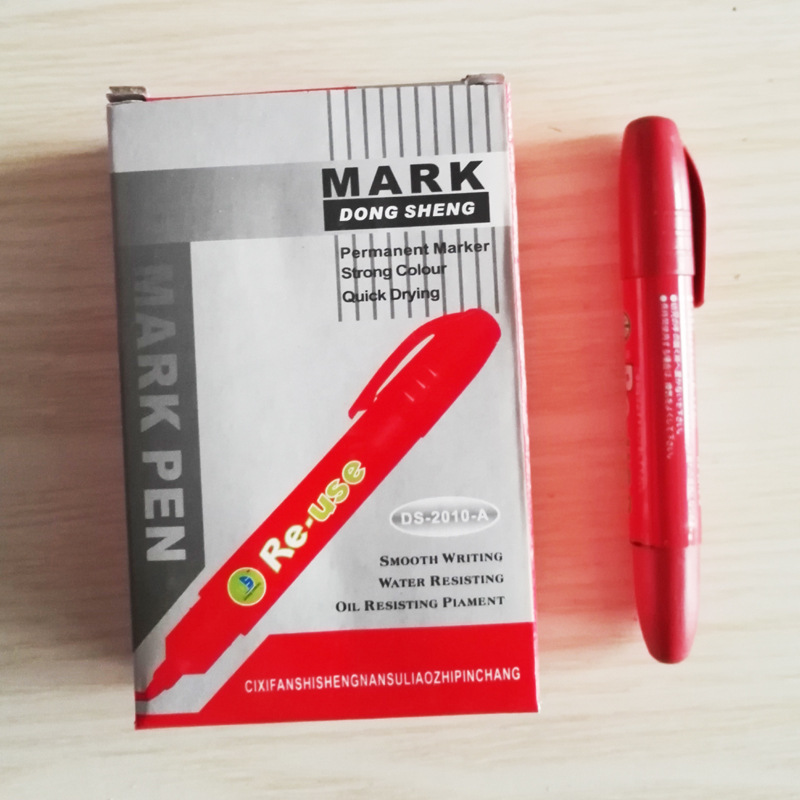 MARK
DONG SHENG
Permanent Marker
Strong Colour
Quick Drying
MARK PEN
Re-use
DS-2010-A
SMOOTH WRITING
WATER RESISTING
OIL RESISTING PIAMENT
CIXIFANSHISHENGNANSULIAOZHIPINCHANG